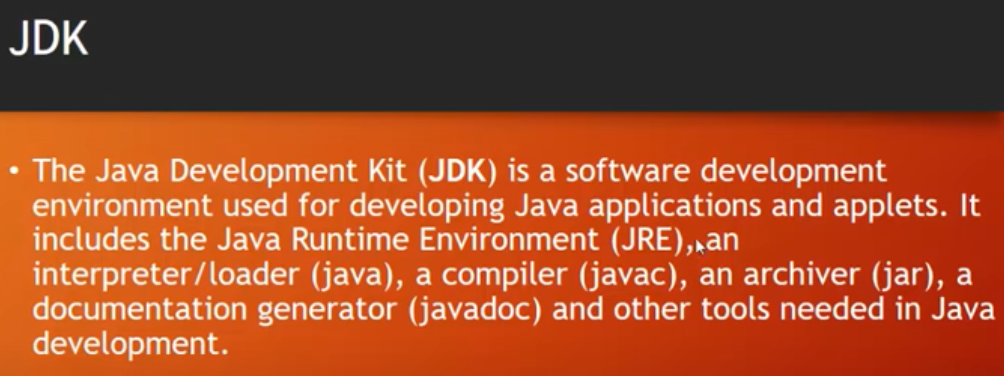 JDK
• The Java Development Kit (JDK) is a software development
environment used for developing Java applications and applets. It
includes the Java Runtime Environment (JRE), an
interpreter/loader (java), a compiler (javac), an archiver (jar), a
documentation generator (javadoc) and other tools needed in Java
development.